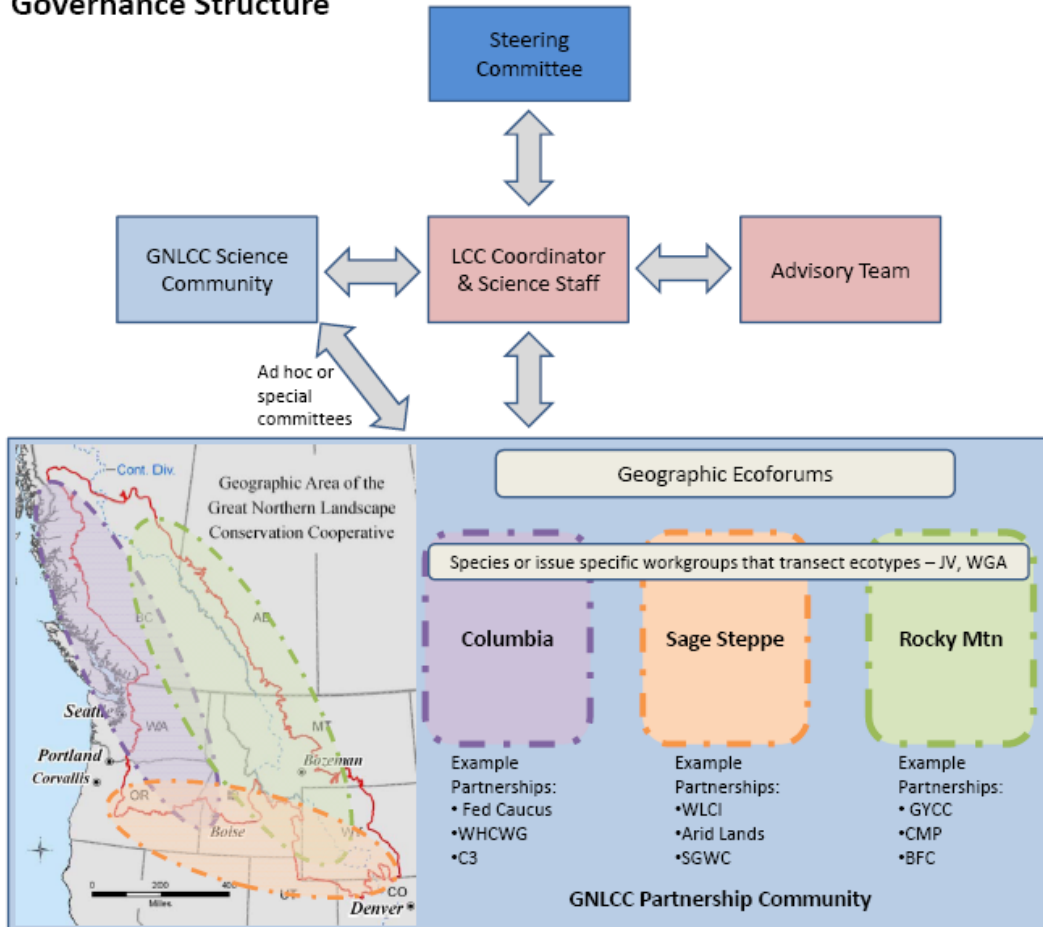 Governance Structure
Steering
Committee
GNLCC Science
Community
LCC Coordinator
& Science Staff
Advisory Team
Ad hoc or
special
committees
Cont. Div.
Geographic Area of the
Great Northern Landscape
Conservation Cooperative
BC
AB
Seattle
WA
MT
Portland
Corvallis
Bozeman
OR
ID
WY
Boise
0 200 400
Miles
UT
CO
Denver
Geographic Ecoforums
Species or issue specific workgroups that transect ecotypes – JV, WGA
Columbia
Sage Steppe
Rocky Mtn
Example
Partnerships:
• Fed Caucus
•WHCWG
•C3
Example
Partnerships:
•WLCI
•Arid Lands
•SGWC
Example
Partnerships:
• GYCC
•CMP
•BFC
GNLCC Partnership Community